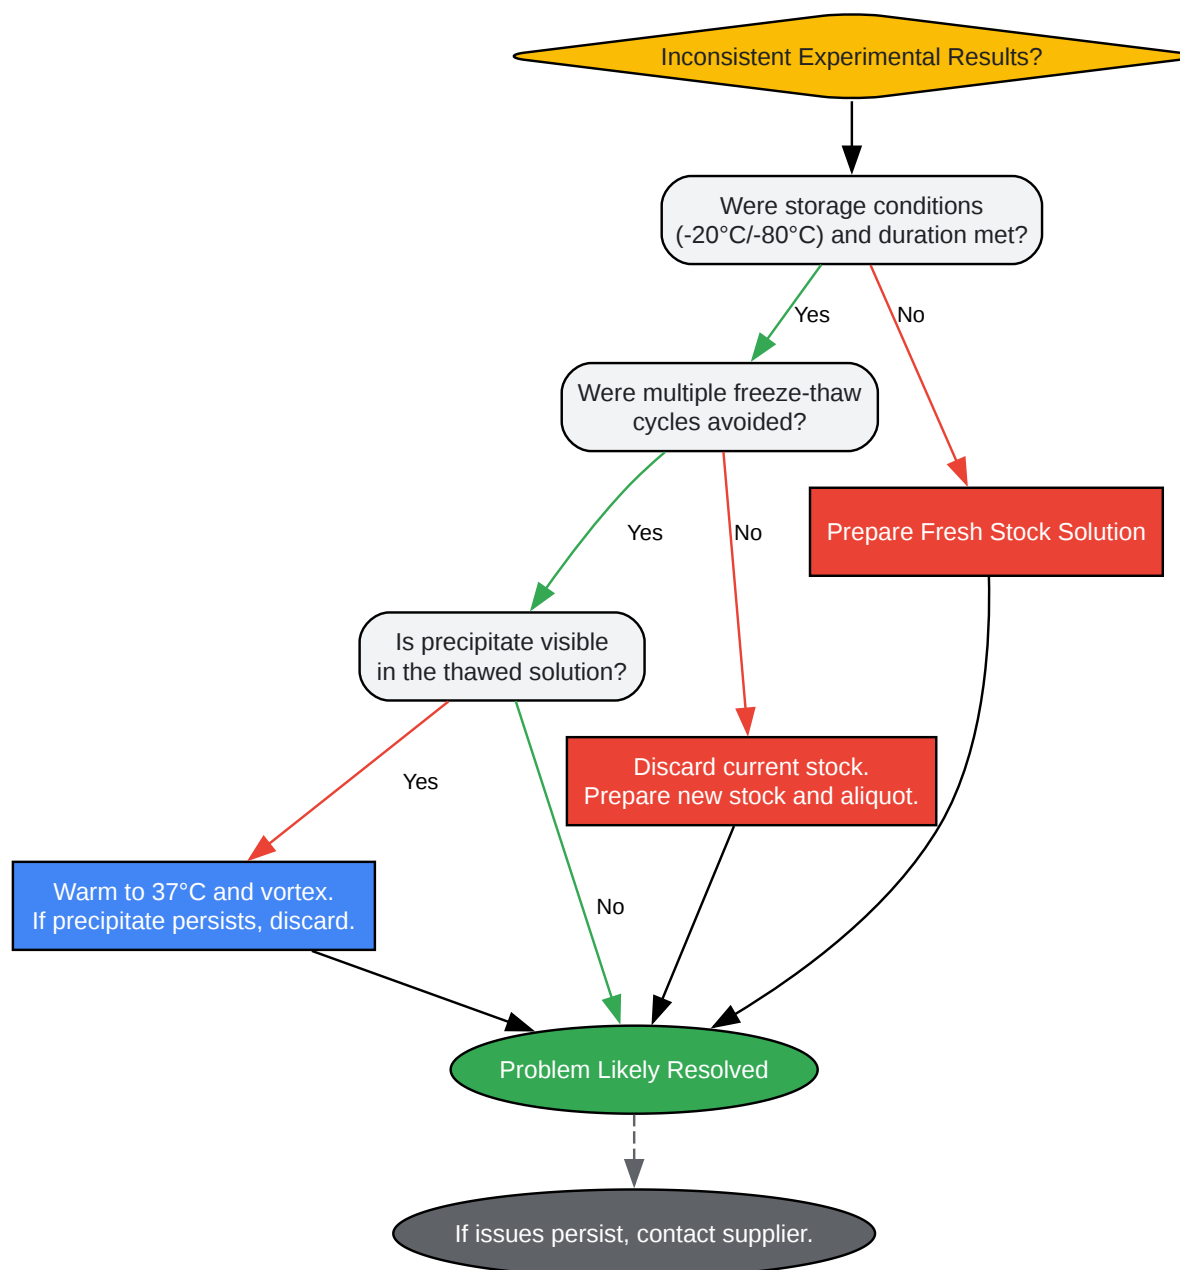 Inconsistent Experimental Results?
Were storage conditions
(-20°C/-80°C) and duration met?
Yes
No
Were multiple freeze-thaw
cycles avoided?
Yes
No
Prepare Fresh Stock Solution
Is precipitate visible
in the thawed solution?
Yes
No
Discard current stock.
Prepare new stock and aliquot.
Warm to 37°C and vortex.
If precipitate persists, discard.
Problem Likely Resolved
If issues persist, contact supplier.